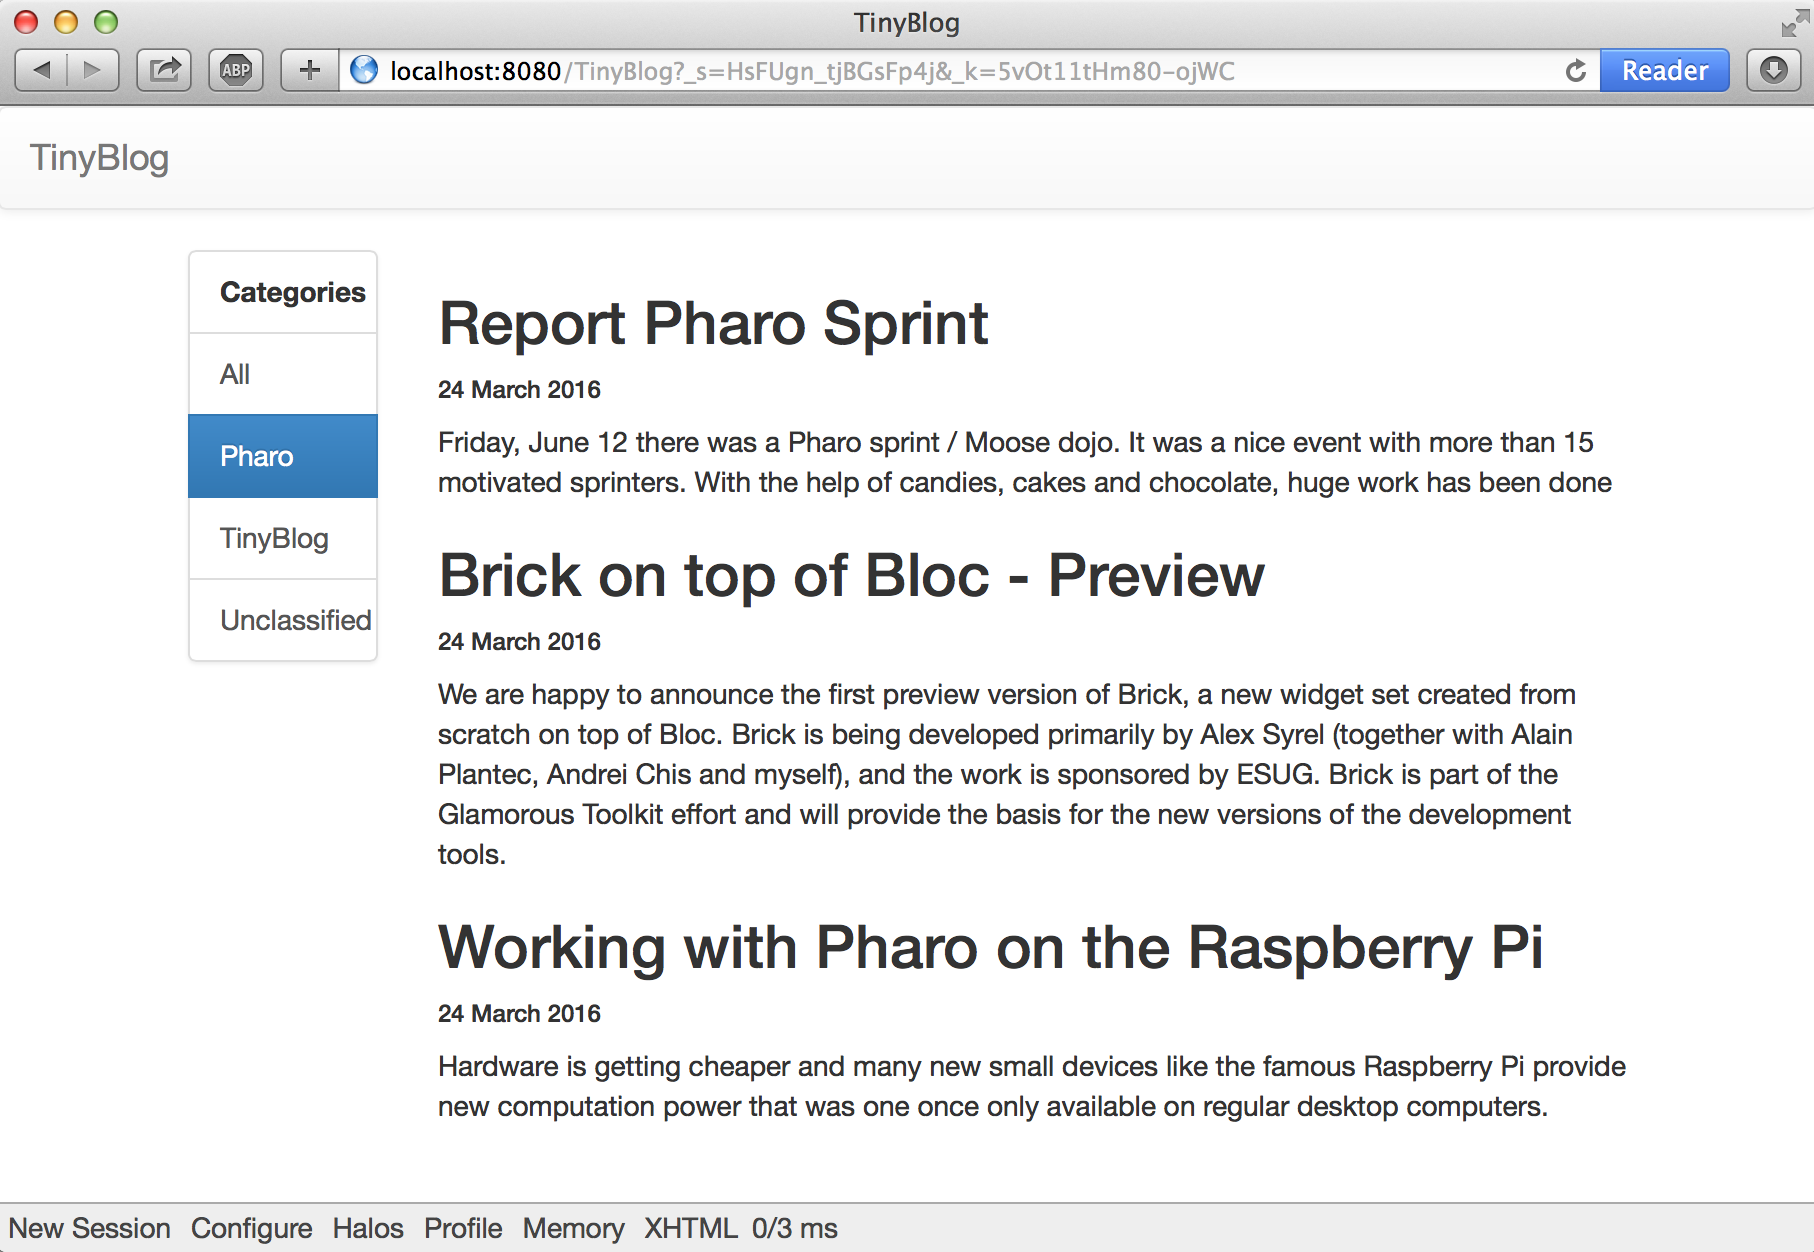 TinyBlog
ABP
localhost:8080/TinyBlog?_s=HsFUgn_tjBGsFp4j&_k=5vOt11tHm80-ojWC
Reader
TinyBlog
Categories
All
Pharo
TinyBlog
Unclassified
Report Pharo Sprint
24 March 2016
Friday, June 12 there was a Pharo sprint / Moose dojo. It was a nice event with more than 15
motivated sprinters. With the help of candies, cakes and chocolate, huge work has been done
Brick on top of Bloc - Preview
24 March 2016
We are happy to announce the first preview version of Brick, a new widget set created from
scratch on top of Bloc. Brick is being developed primarily by Alex Syrel (together with Alain
Plantec, Andrei Chis and myself), and the work is sponsored by ESUG. Brick is part of the
Glamorous Toolkit effort and will provide the basis for the new versions of the development
tools.
Working with Pharo on the Raspberry Pi
24 March 2016
Hardware is getting cheaper and many new small devices like the famous Raspberry Pi provide
new computation power that was one once only available on regular desktop computers.
New Session Configure Halos Profile Memory XHTML 0/3 ms